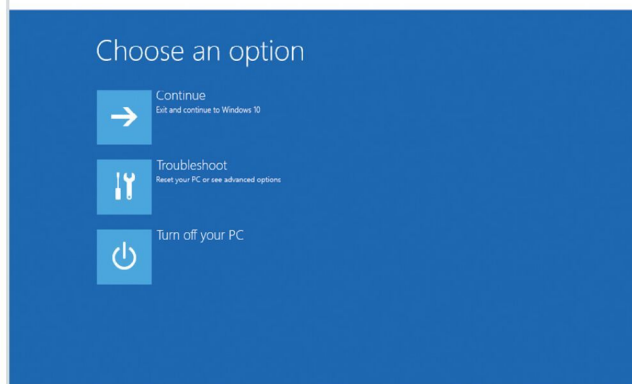 Choose an option
Continue
Exit and continue to Windows 10
Troubleshoot
Reset your PC or see advanced options
Turn off your PC